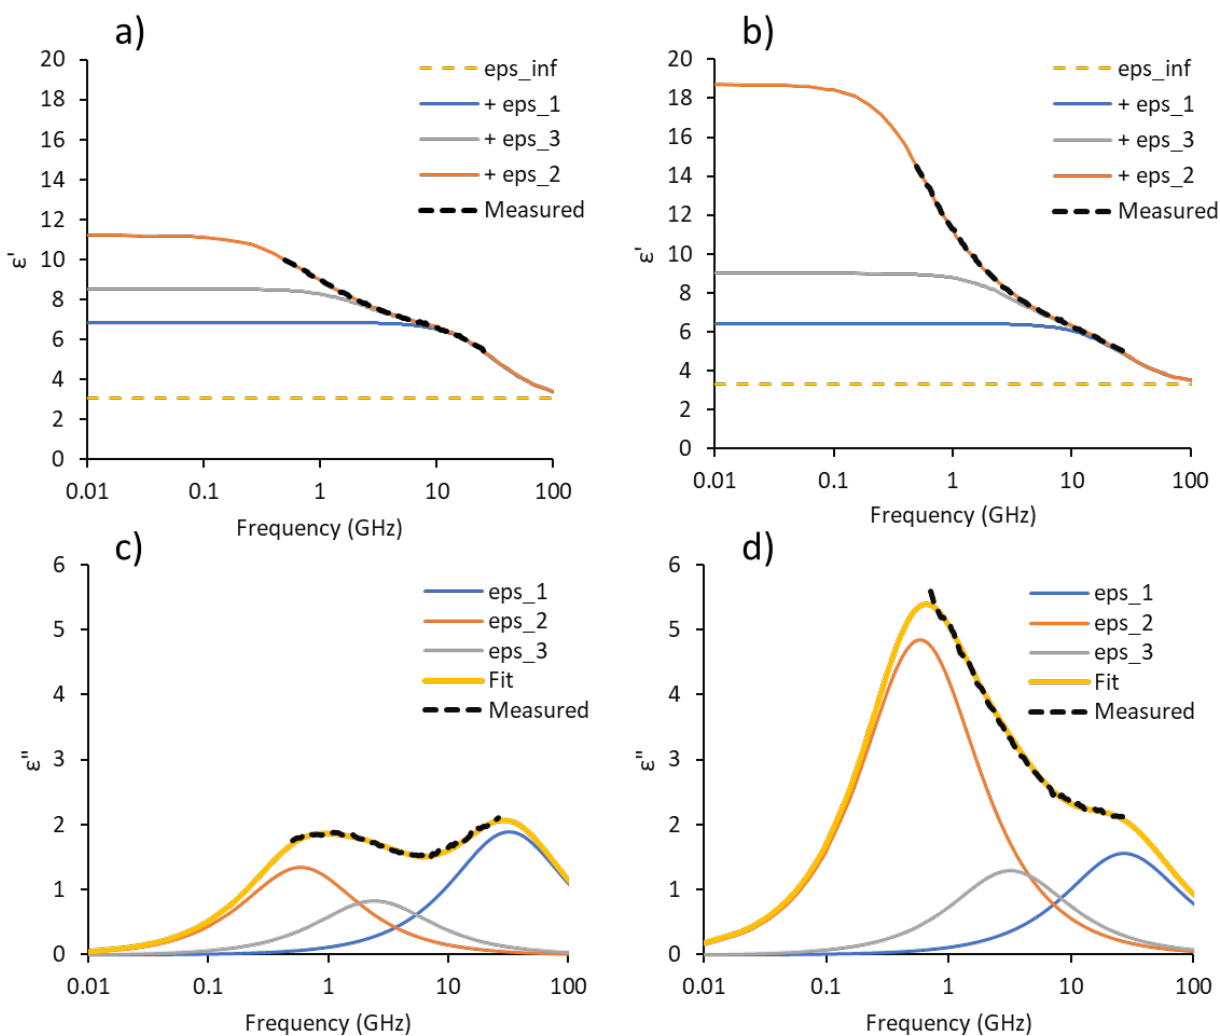 a)
eps_inf
+ eps_1
+ eps_3
+ eps_2
Measured
20
18
16
14
12
10
8
6
4
2
0
ε'
0.01 0.1 1 10 100
Frequency (GHz)
b)
eps_inf
+ eps_1
+ eps_3
+ eps_2
Measured
20
18
16
14
12
10
8
6
4
2
0
ε'
0.01 0.1 1 10 100
Frequency (GHz)
c)
eps_1
eps_2
eps_3
Fit
Measured
6
5
4
3
2
1
0
ε"
0.01 0.1 1 10 100
Frequency (GHz)
d)
eps_1
eps_2
eps_3
Fit
Measured
6
5
4
3
2
1
0
ε"
0.01 0.1 1 10 100
Frequency (GHz)